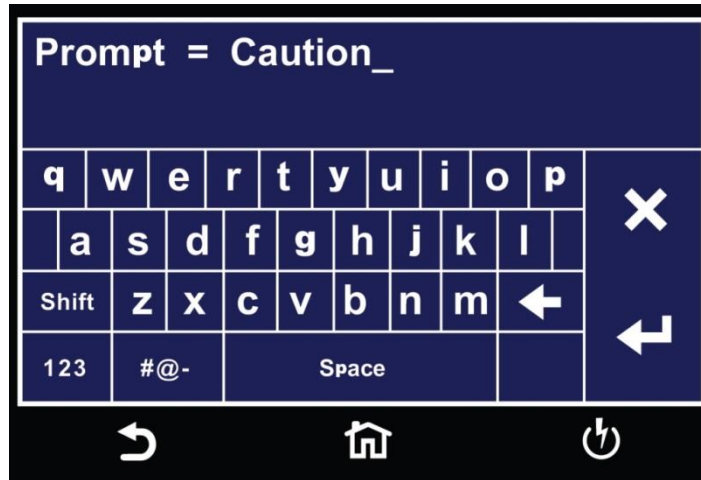 Prompt = Caution_
q w e r t y u i o p
a s d f g h j k l
Shift z x c v b n m
123 #@- Space